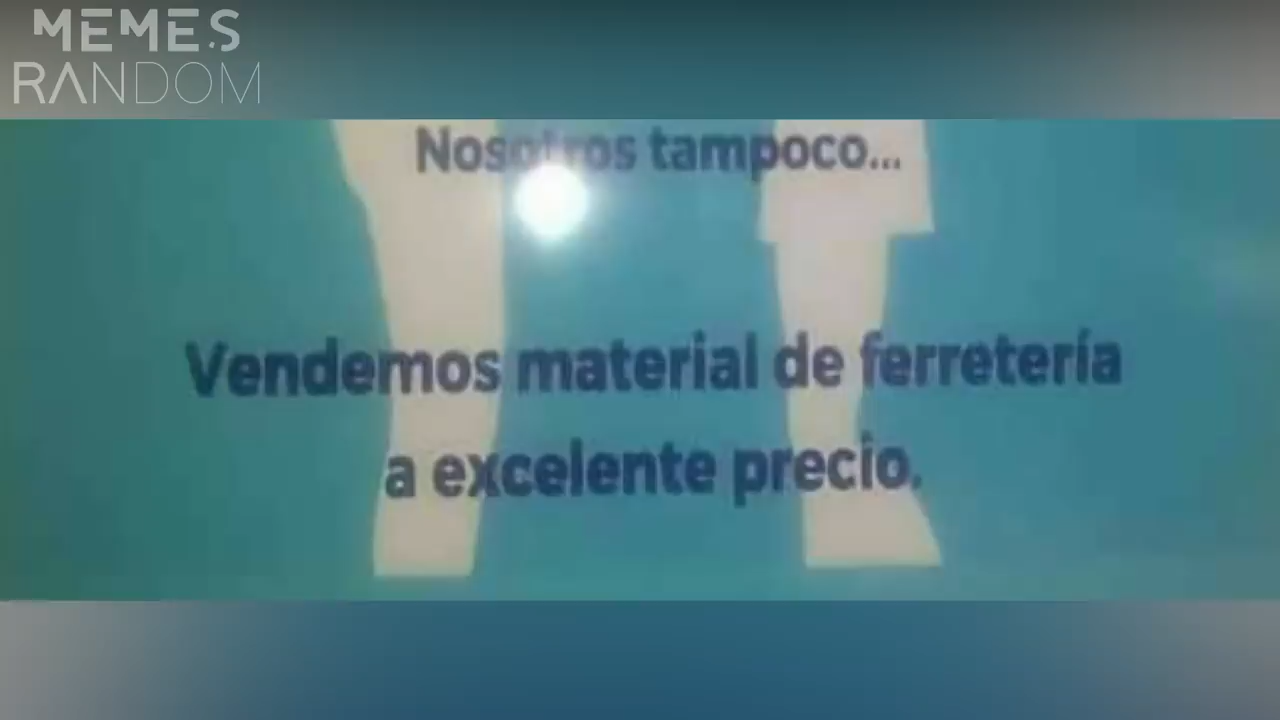 MEMES
RANDOM
Nosotros tampoco...
Vendemos material de ferretería
a excelente precio.